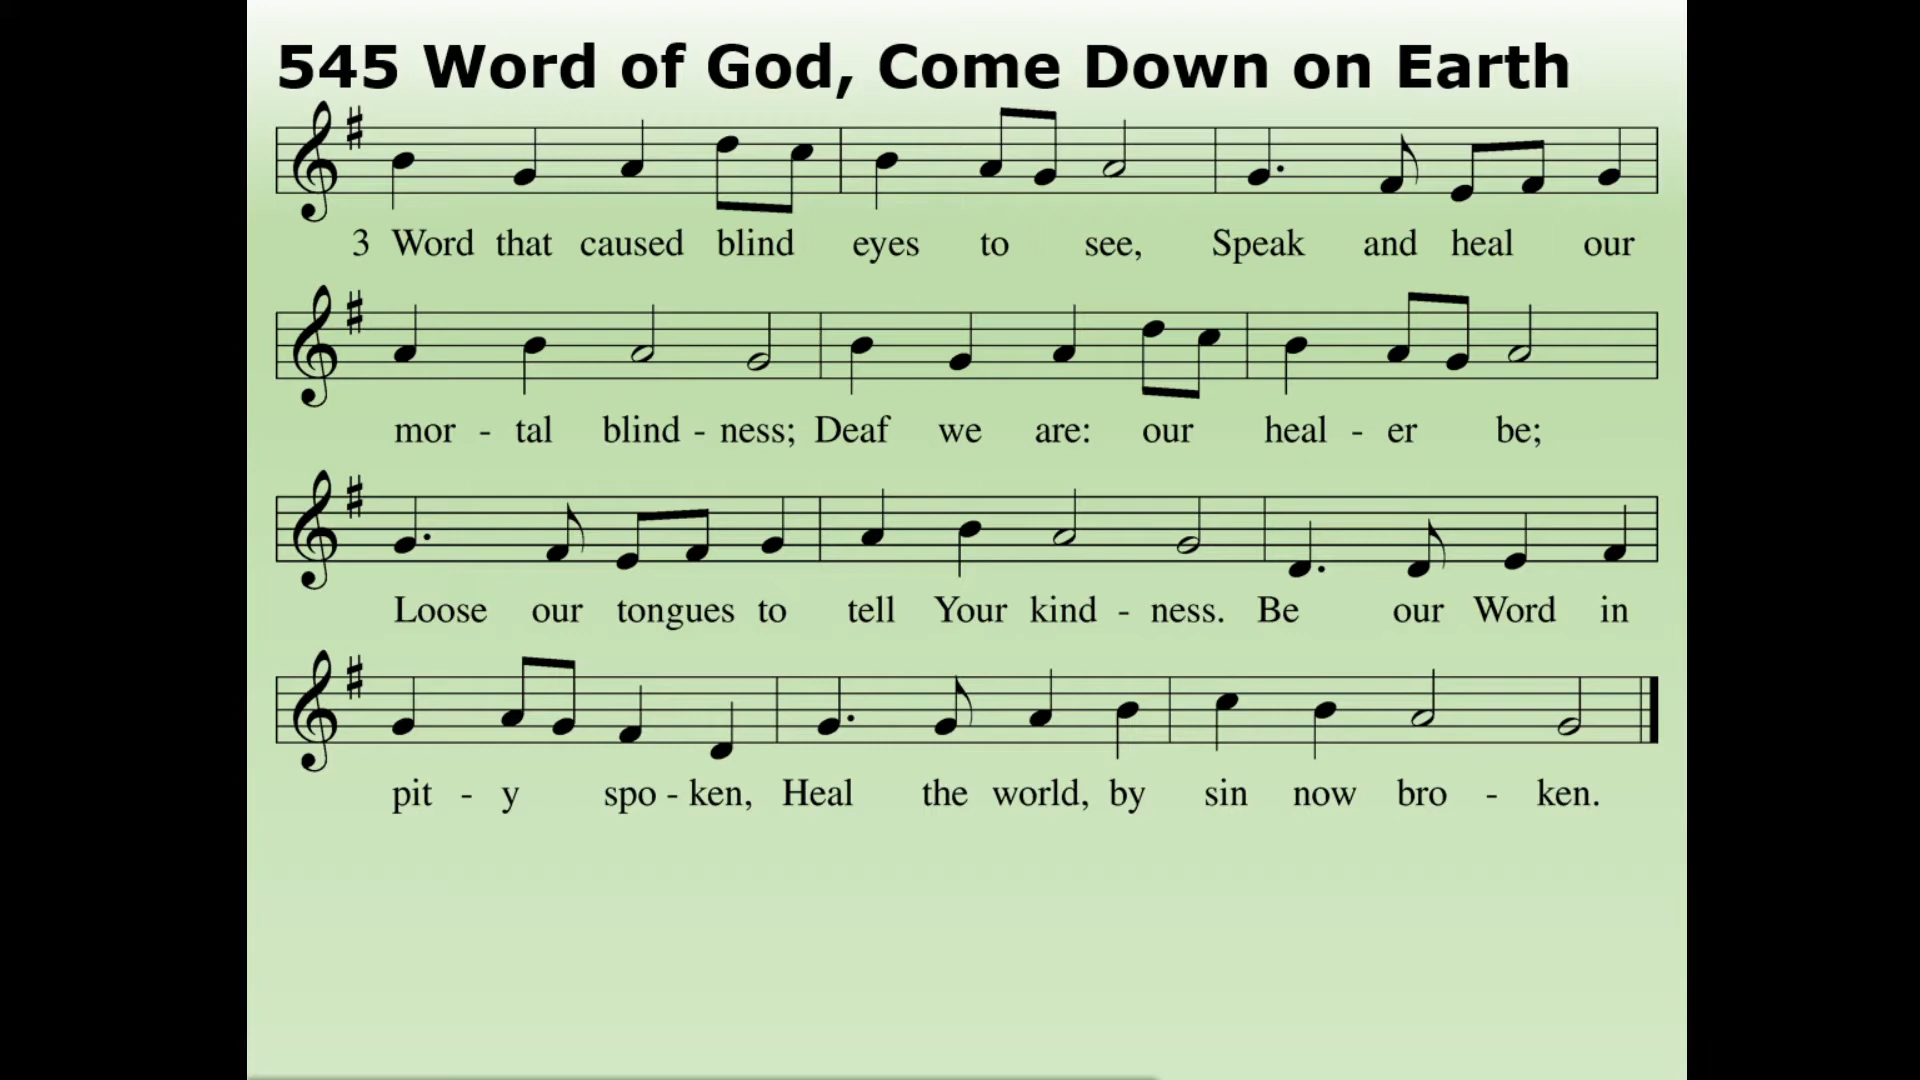 545 Word of God, Come Down on Earth
3 Word that caused blind eyes to see, Speak and heal our
mor - tal blind - ness; Deaf we are: our heal - er be;
Loose our tongues to tell Your kind - ness. Be our Word in
pit - y spo - ken, Heal the world, by sin now bro - ken.